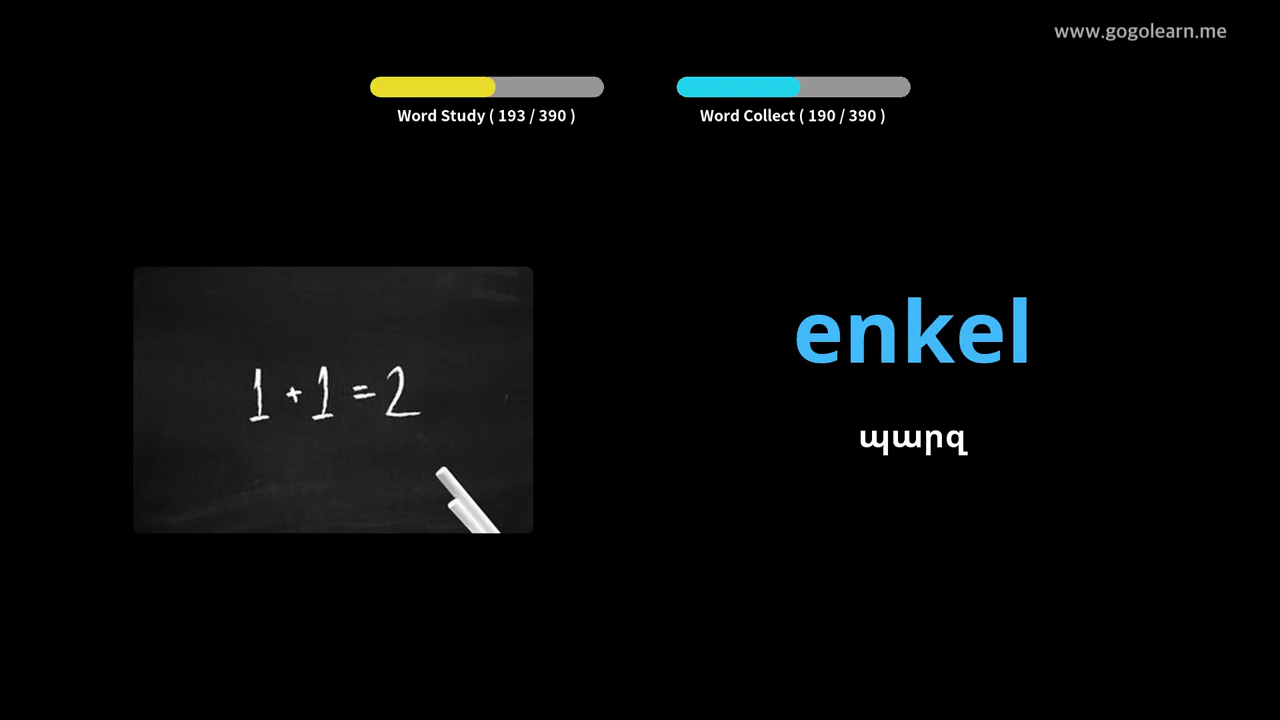 www.gogolearn.me
Word Study ( 193 / 390 )
Word Collect ( 190 / 390 )
1 + 1 = 2
enkel
պարզ